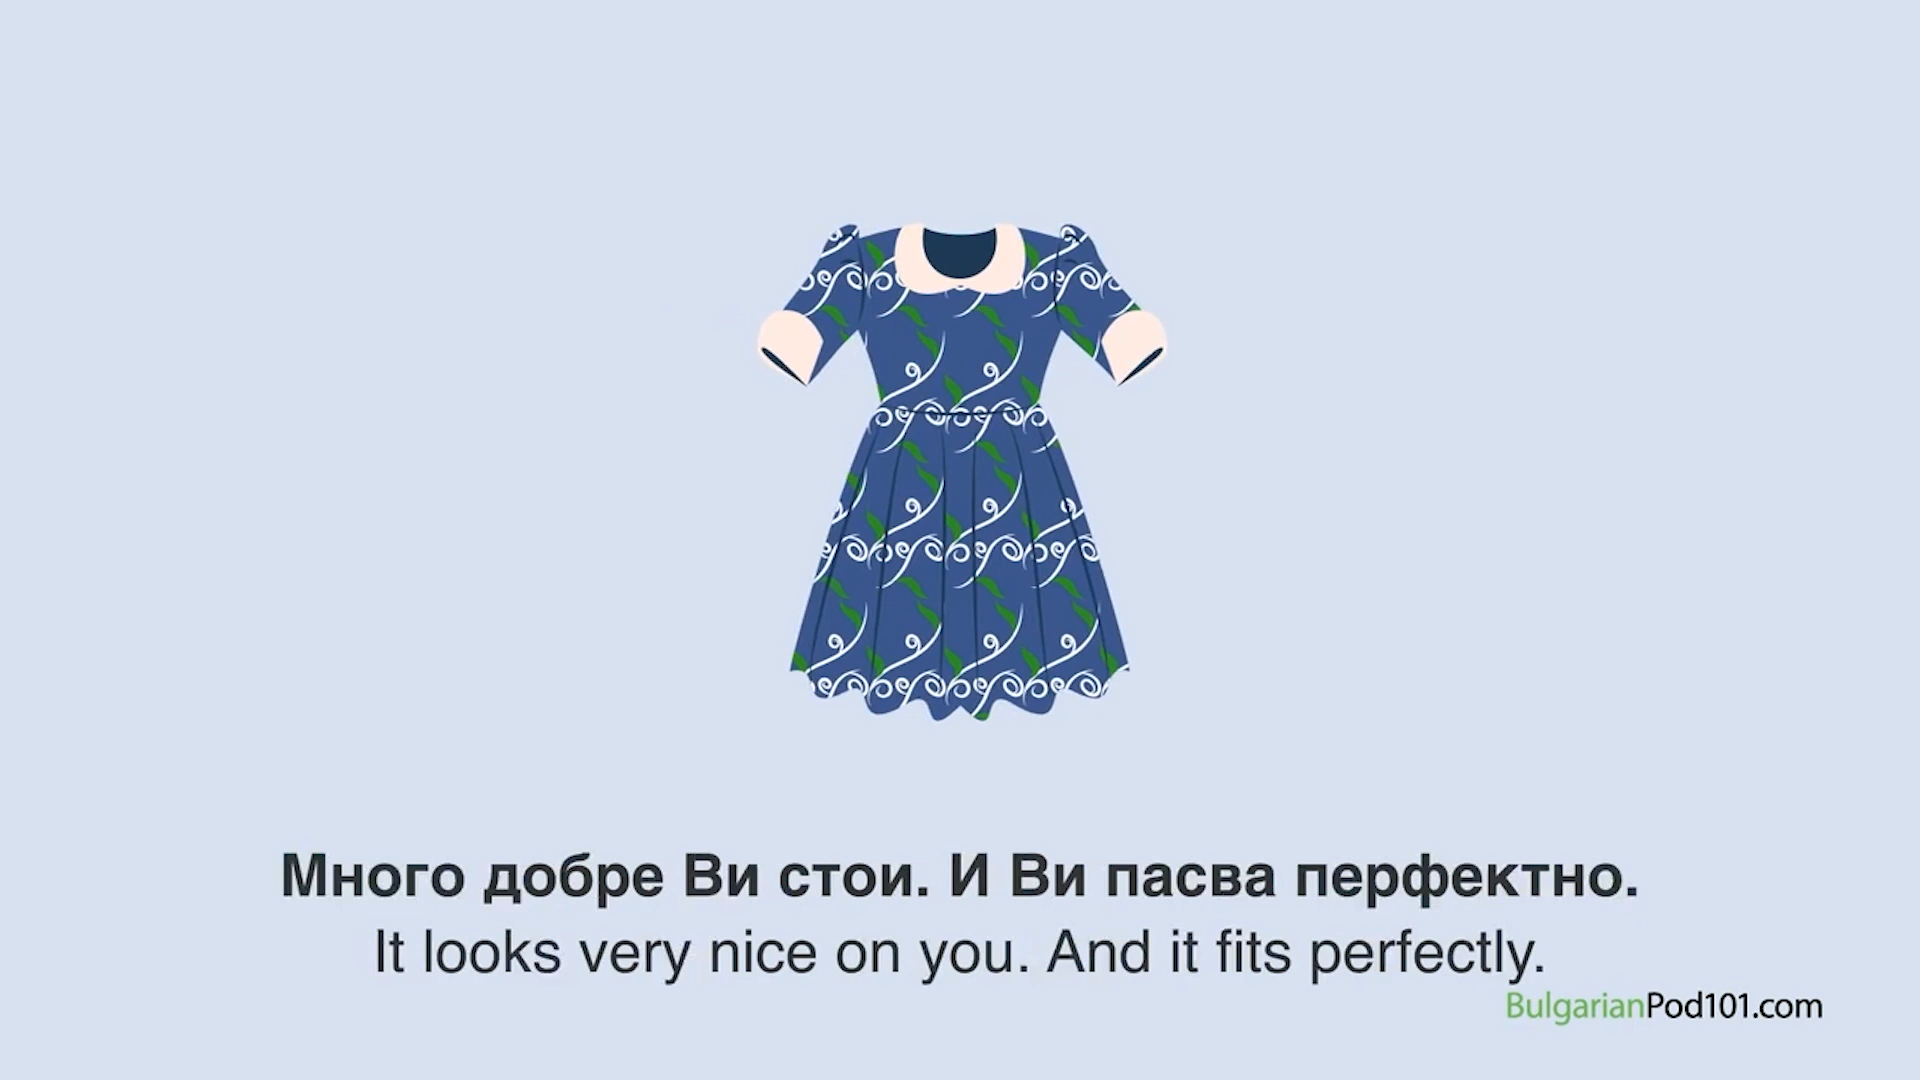 Много добре Ви стои. И Ви пасва перфектно.
It looks very nice on you. And it fits perfectly.
BulgarianPod101.com